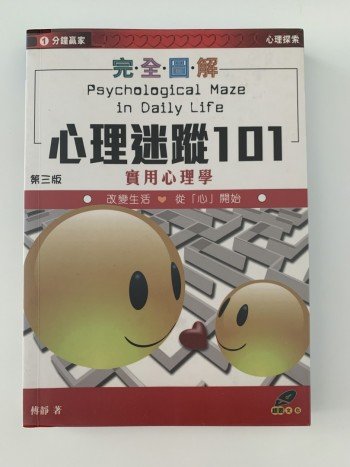 1分鐘贏家 心理探索
完·全·圖·解
Psychological Maze
in Daily Life
心理迷蹤101
第三版 實用心理學
改變生活 ♥ 從「心」開始
傅靜 著